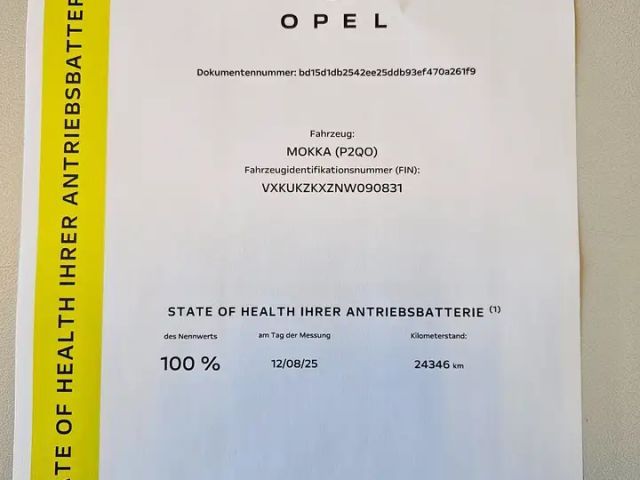 STATE OF HEALTH IHRER ANTRIEBSBATTER
OPEL
Dokumentennummer: bd15d1db2542ee25ddb93ef470a261f9
Fahrzeug:
MOKKA (P2QO)
Fahrzeugidentifikationsnummer (FIN):
VXKUKZKXZNW090831
STATE OF HEALTH IHRER ANTRIEBSBATTERIE (1)
des Nennwerts am Tag der Messung Kilometerstand:
100 % 12/08/25 24346 km